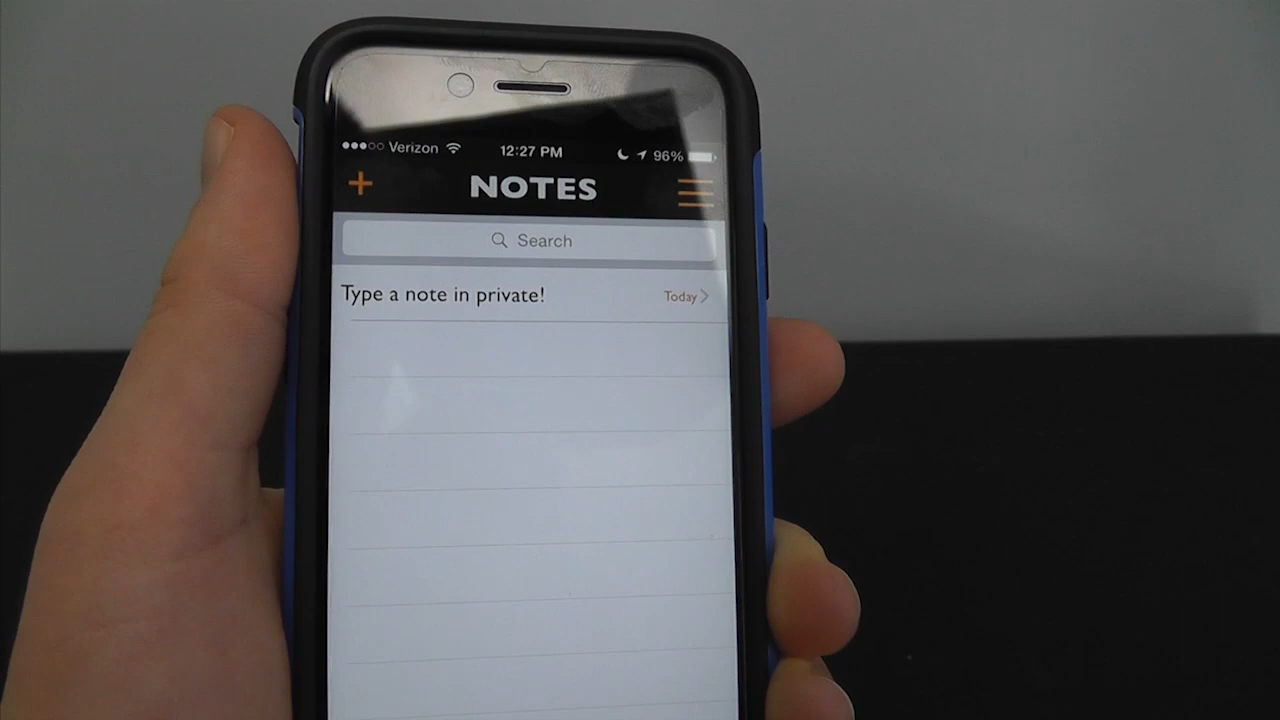 Verizon 12:27 PM 96%
+ NOTES
Search
Type a note in private! Today